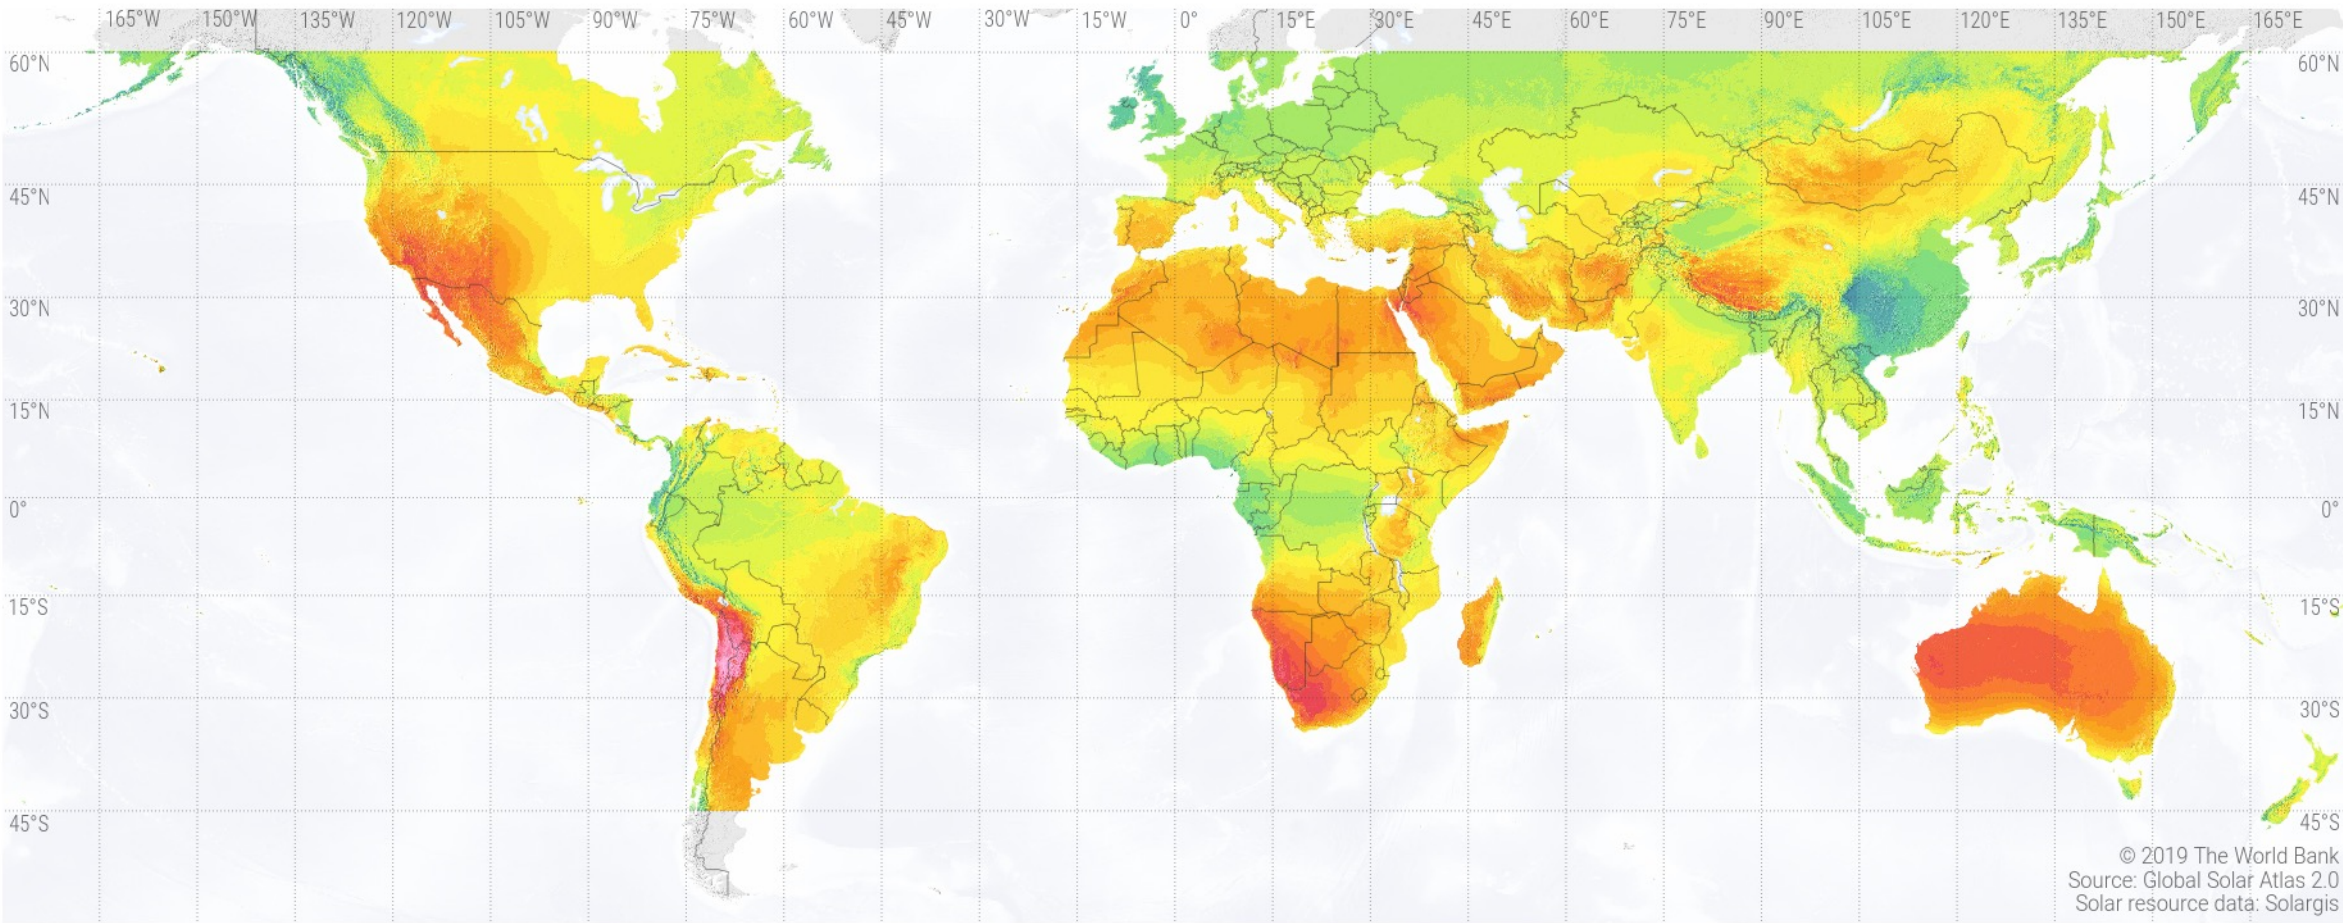 165°W 150°W 135°W 120°W 105°W 90°W 75°W 60°W 45°W 30°W 15°W 0° 15°E 30°E 45°E 60°E 75°E 90°E 105°E 120°E 135°E 150°E 165°E
60°N 60°N
45°N 45°N
30°N 30°N
15°N 15°N
0° 0°
15°S 15°S
30°S 30°S
45°S 45°S
© 2019 The World Bank
Source: Global Solar Atlas 2.0
Solar resource data: Solargis